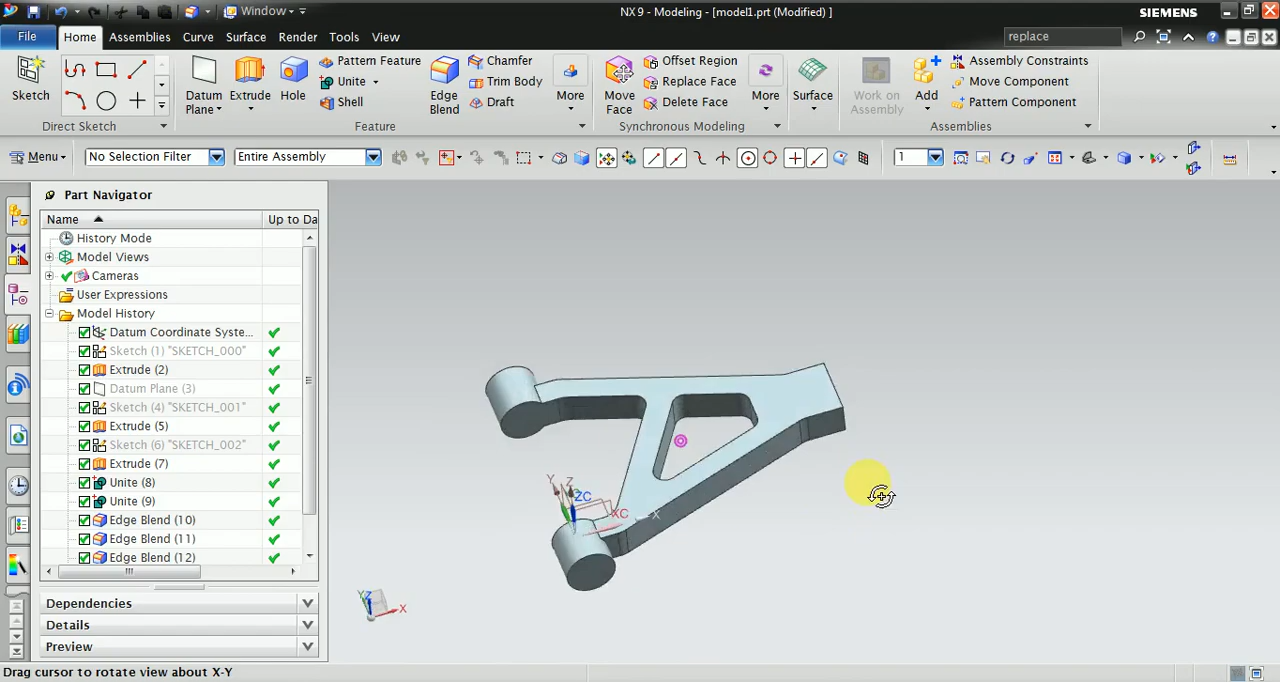 Window
NX 9 - Modeling - [model1.prt (Modified) ]
SIEMENS
File Home Assemblies Curve Surface Render Tools View
replace
Sketch
Direct Sketch
Datum Plane
Extrude
Hole
Pattern Feature
Unite
Shell
Edge Blend
Chamfer
Trim Body
Draft
More
Feature
Move Face
Offset Region
Replace Face
Delete Face
More
Synchronous Modeling
Surface
Work on Assembly
Add
Assembly Constraints
Move Component
Pattern Component
Assemblies
Menu
No Selection Filter
Entire Assembly
1
Part Navigator
Name Up to Da
History Mode
Model Views
Cameras
User Expressions
Model History
Datum Coordinate Syste...
Sketch (1) "SKETCH_000"
Extrude (2)
Datum Plane (3)
Sketch (4) "SKETCH_001"
Extrude (5)
Sketch (6) "SKETCH_002"
Extrude (7)
Unite (8)
Unite (9)
Edge Blend (10)
Edge Blend (11)
Edge Blend (12)
Dependencies
Details
Preview
Y Z
ZC
XC
X
Y Z
X
Drag cursor to rotate view about X-Y